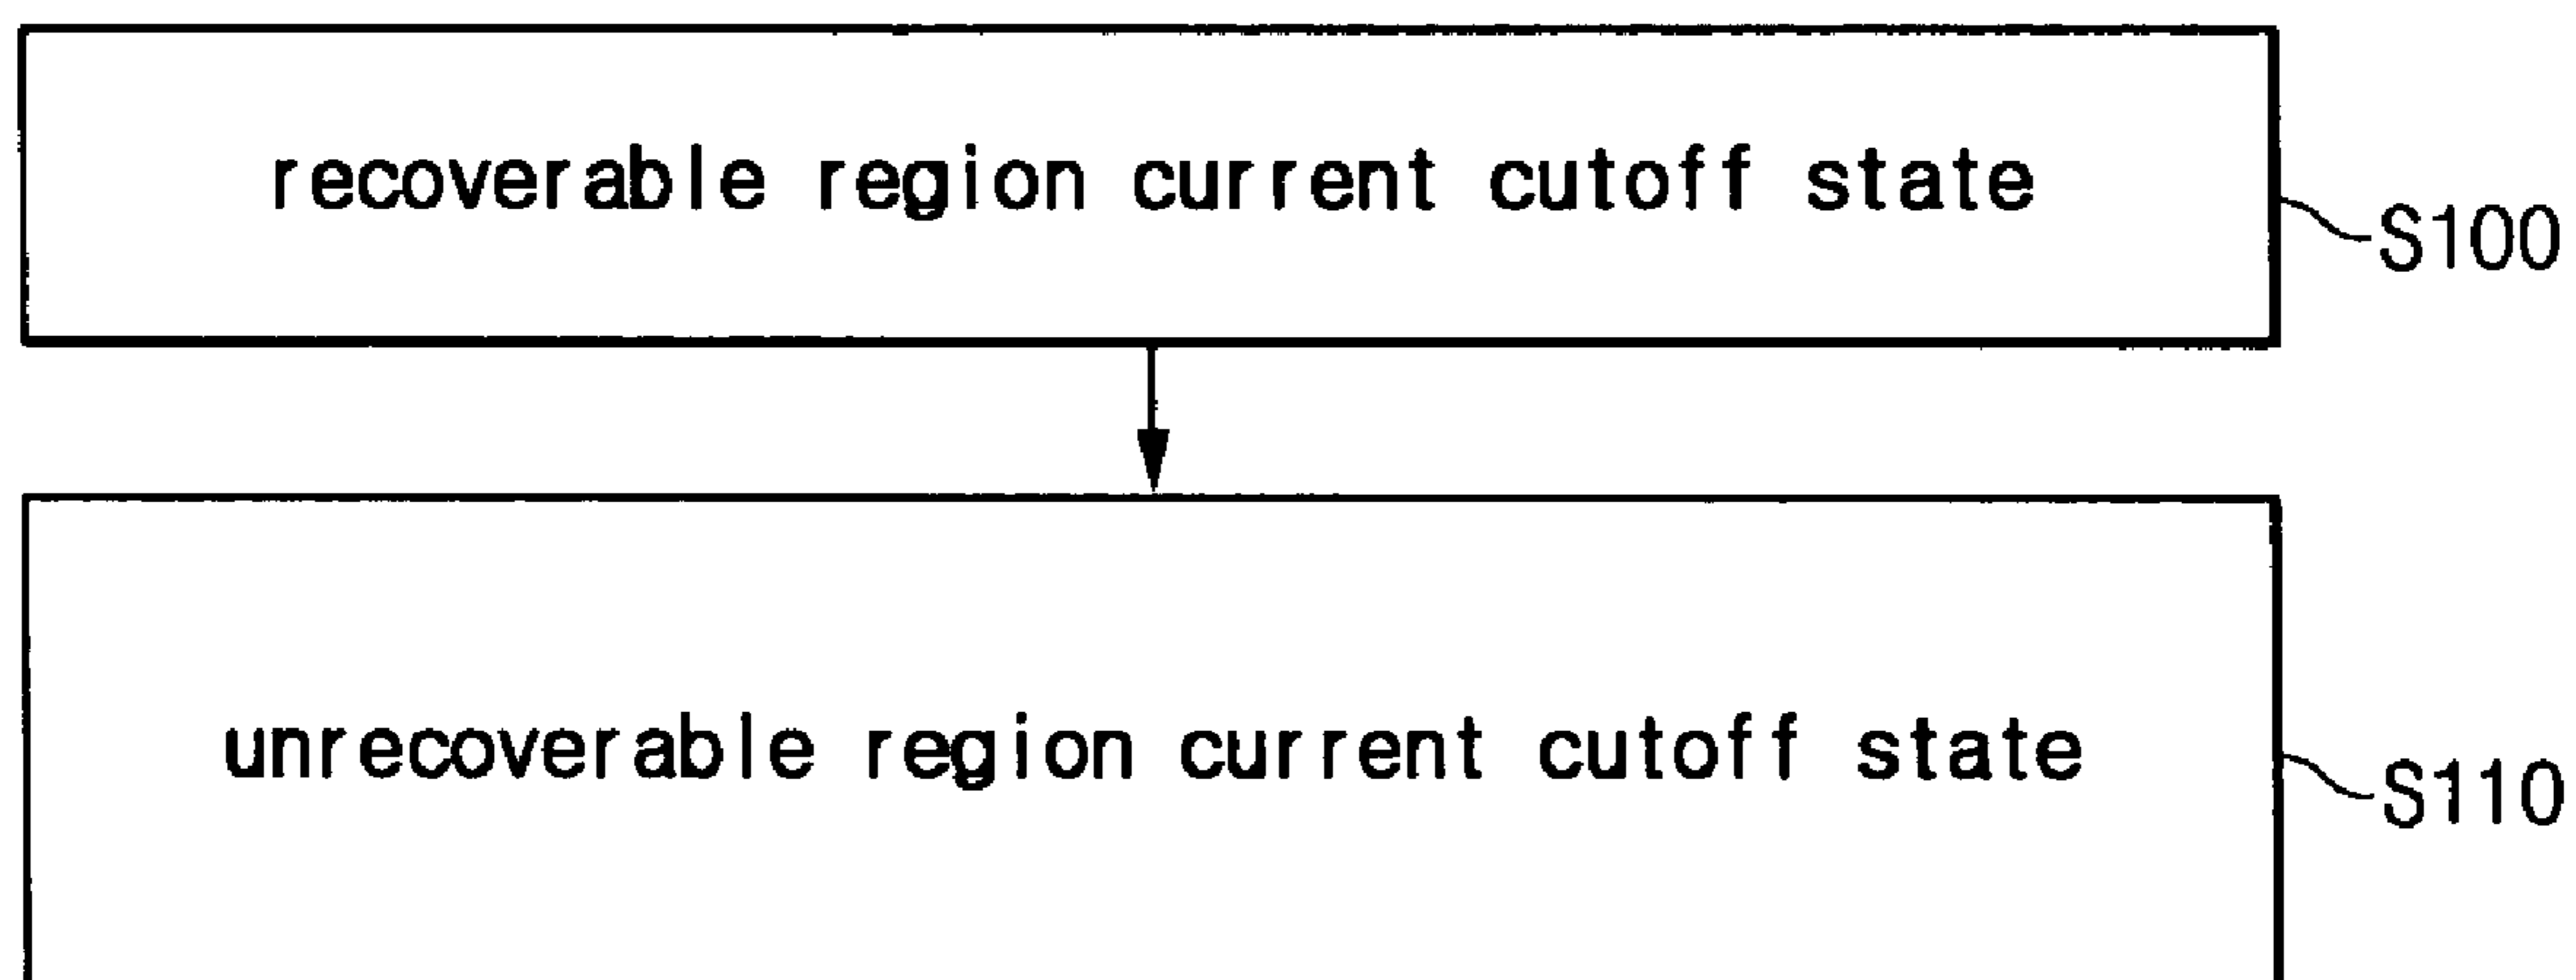 recoverable region current cutoff state
S100
unrecoverable region current cutoff state
S110